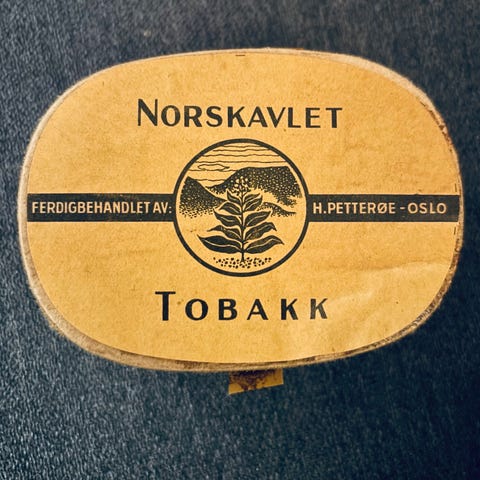 NORSKAVLET
FERDIGBEHANDLET AV: H. PETTERØE - OSLO
TOBAKK